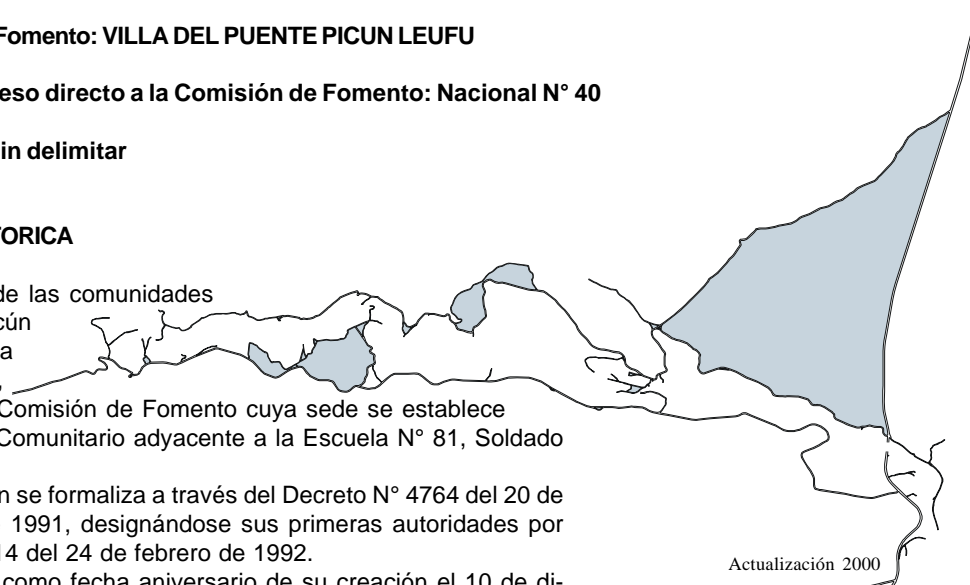 Fomento: VILLA DEL PUENTE PICUN LEUFU
eso directo a la Comisión de Fomento: Nacional N° 40
in delimitar
TORICA
de las comunidades
cún
a
,
Comisión de Fomento cuya sede se establece
Comunitario adyacente a la Escuela N° 81, Soldado
n se formaliza a través del Decreto N° 4764 del 20 de
1991, designándose sus primeras autoridades por
14 del 24 de febrero de 1992.
como fecha aniversario de su creación el 10 de di-
Actualización 2000